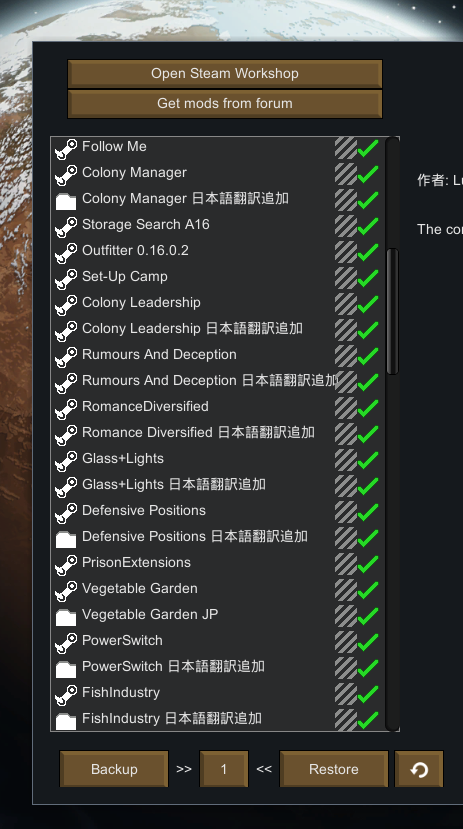 Open Steam Workshop
Get mods from forum
Follow Me
Colony Manager
Colony Manager 日本語翻訳追加
Storage Search A16
Outfitter 0.16.0.2
Set-Up Camp
Colony Leadership
Colony Leadership 日本語翻訳追加
Rumours And Deception
Rumours And Deception 日本語翻訳追加
RomanceDiversified
Romance Diversified 日本語翻訳追加
Glass+Lights
Glass+Lights 日本語翻訳追加
Defensive Positions
Defensive Positions 日本語翻訳追加
PrisonExtensions
Vegetable Garden
Vegetable Garden JP
PowerSwitch
PowerSwitch 日本語翻訳追加
FishIndustry
FishIndustry 日本語翻訳追加
Backup >> 1 << Restore
作者:
The